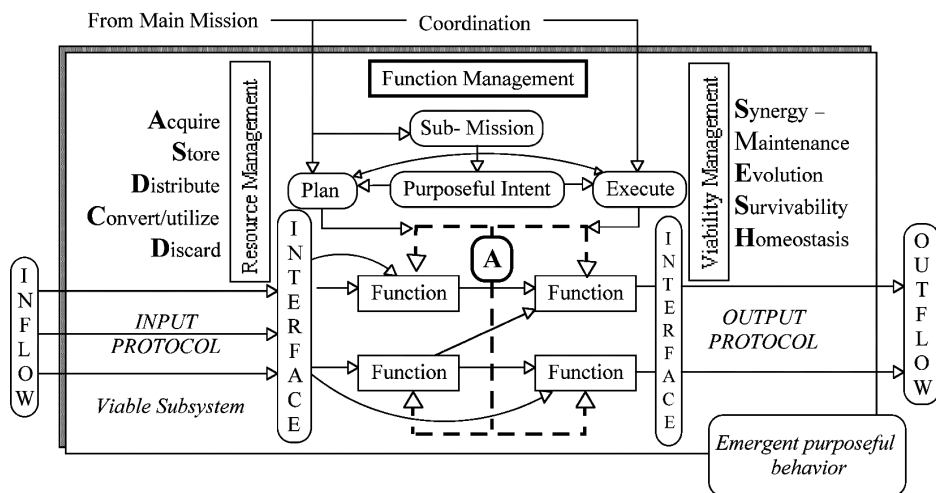 From Main Mission
Coordination
Function Management
Resource Management
Viability Management
Acquire
Store
Distribute
Convert/utilize
Discard
Sub- Mission
Plan
Purposeful Intent
Execute
Synergy –
Maintenance
Evolution
Survivability
Homeostasis
INFLOW
INTERFACE
A
INTERFACE
OUTFLOW
Function
Function
INPUT
PROTOCOL
OUTPUT
PROTOCOL
Function
Function
Viable Subsystem
Emergent purposeful
behavior